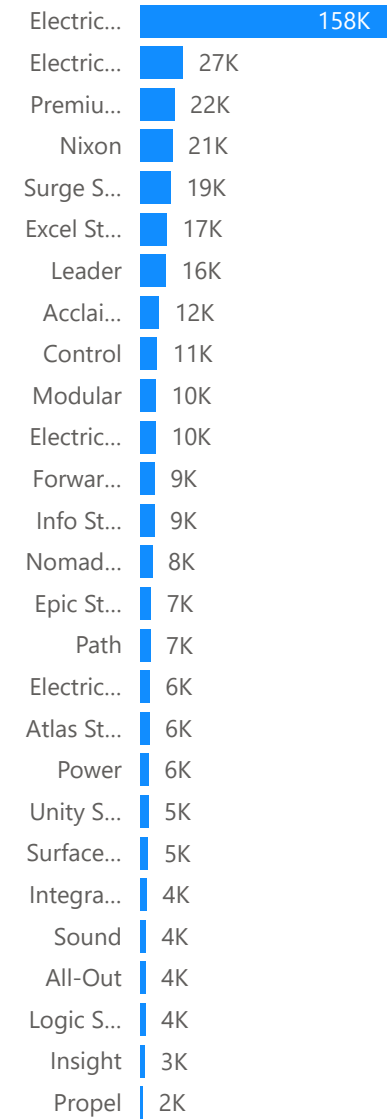 Electric... 158K
Electric... 27K
Premiu... 22K
Nixon 21K
Surge S... 19K
Excel St... 17K
Leader 16K
Acclai... 12K
Control 11K
Modular 10K
Electric... 10K
Forwar... 9K
Info St... 9K
Nomad... 8K
Epic St... 7K
Path 7K
Electric... 6K
Atlas St... 6K
Power 6K
Unity S... 5K
Surface... 5K
Integra... 4K
Sound 4K
All-Out 4K
Logic S... 4K
Insight 3K
Propel 2K